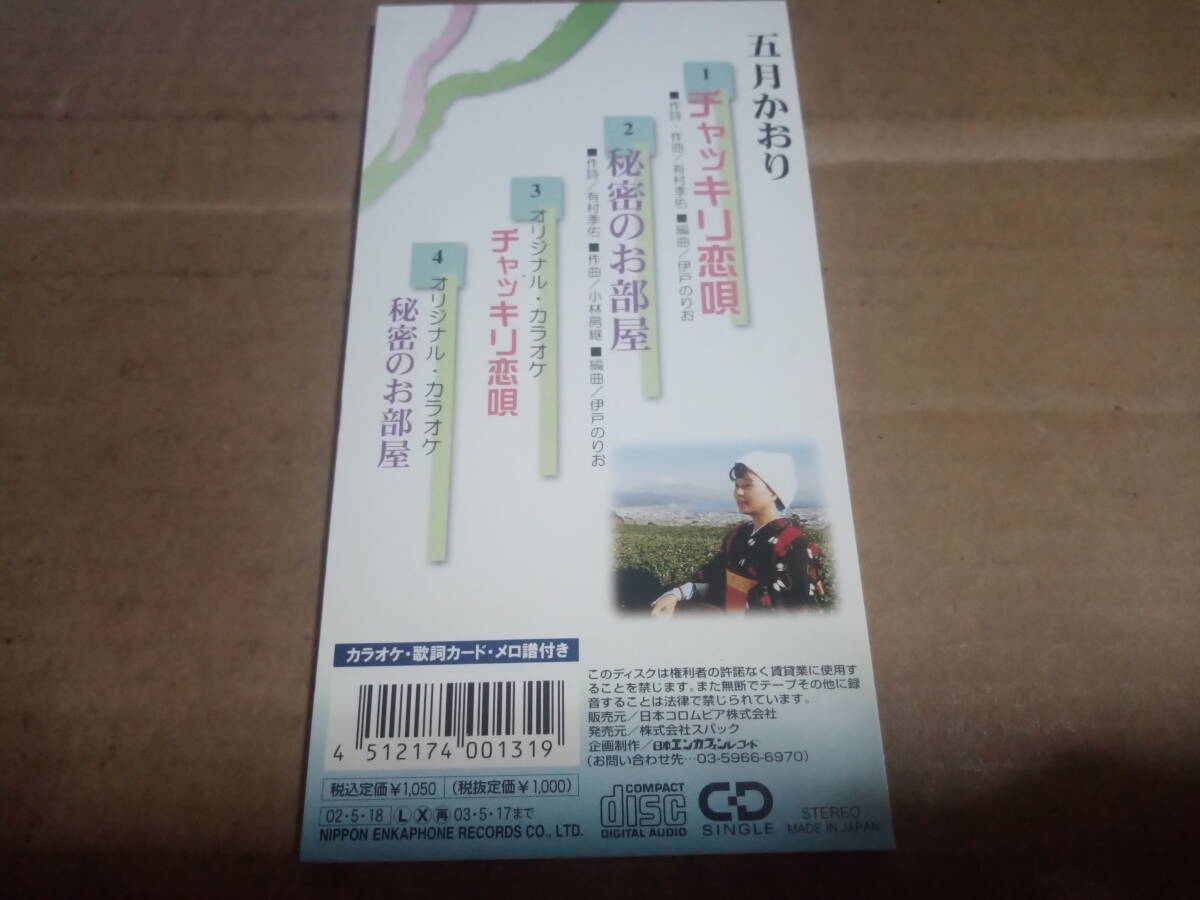 五月かおり
1
チャッキリ恋唄
■作詩・作曲/有村季佑 ■編曲/伊戸のりお
2
秘密のお部屋
■作詩/有村季佑 ■作曲/小林房継 ■編曲/伊戸のりお
3
オリジナル・カラオケ
チャッキリ恋唄
4
オリジナル・カラオケ
秘密のお部屋
カラオケ・歌詞カード・メロ譜付き
4 512174 001319
税込定価¥1,050 (税抜定価¥1,000)
02・5・18 Ⓛ Ⓧ ㊞03・5・17まで
NIPPON ENKAPHONE RECORDS CO., LTD.
このディスクは権利者の許諾なく賃貸業に使用す
ることを禁じます。また無断でテープその他に録
音することは法律で禁じられています。
販売元/日本コロムビア株式会社
発売元/株式会社スバック
企画制作/日本エンカフォンレコード
(お問い合わせ先…03-5966-6970)
COMPACT
disc
DIGITAL AUDIO
CD
SINGLE
STEREO
MADE IN JAPAN